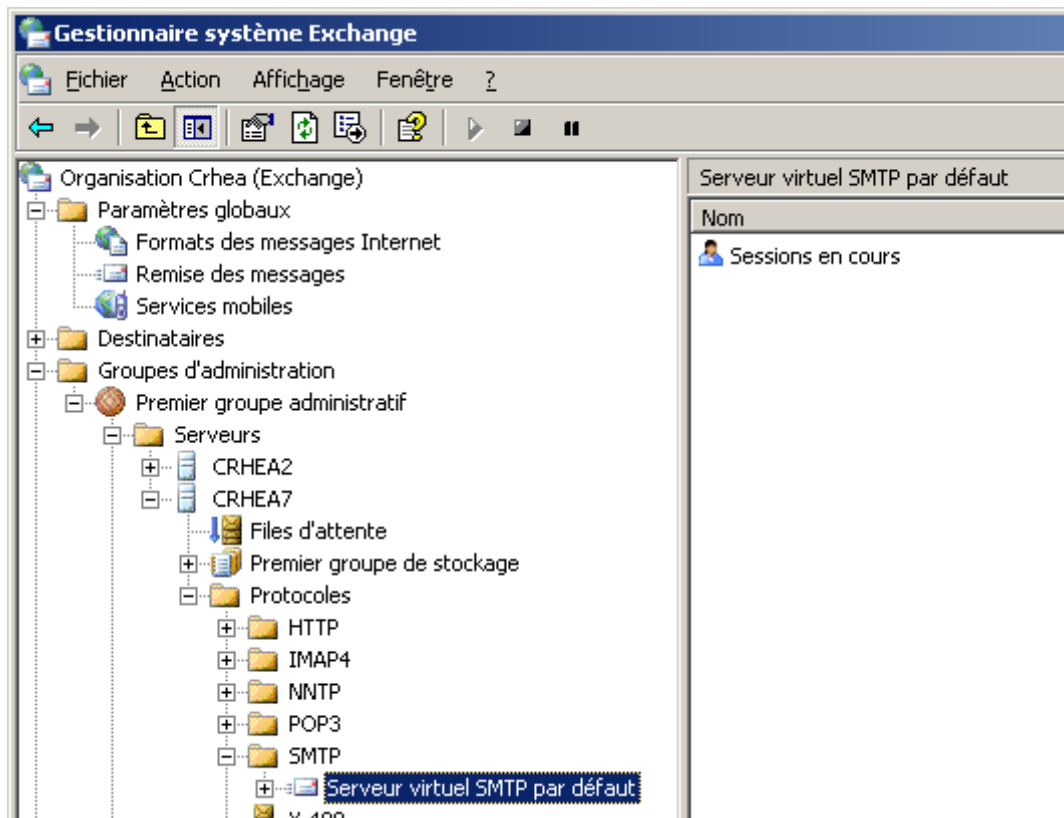 Gestionnaire système Exchange
Fichier Action Affichage Fenêtre ?
Organisation Crhea (Exchange)
Paramètres globaux
Formats des messages Internet
Remise des messages
Services mobiles
Destinataires
Groupes d'administration
Premier groupe administratif
Serveurs
CRHEA2
CRHEA7
Files d'attente
Premier groupe de stockage
Protocoles
HTTP
IMAP4
NNTP
POP3
SMTP
Serveur virtuel SMTP par défaut
Serveur virtuel SMTP par défaut
Nom
Sessions en cours